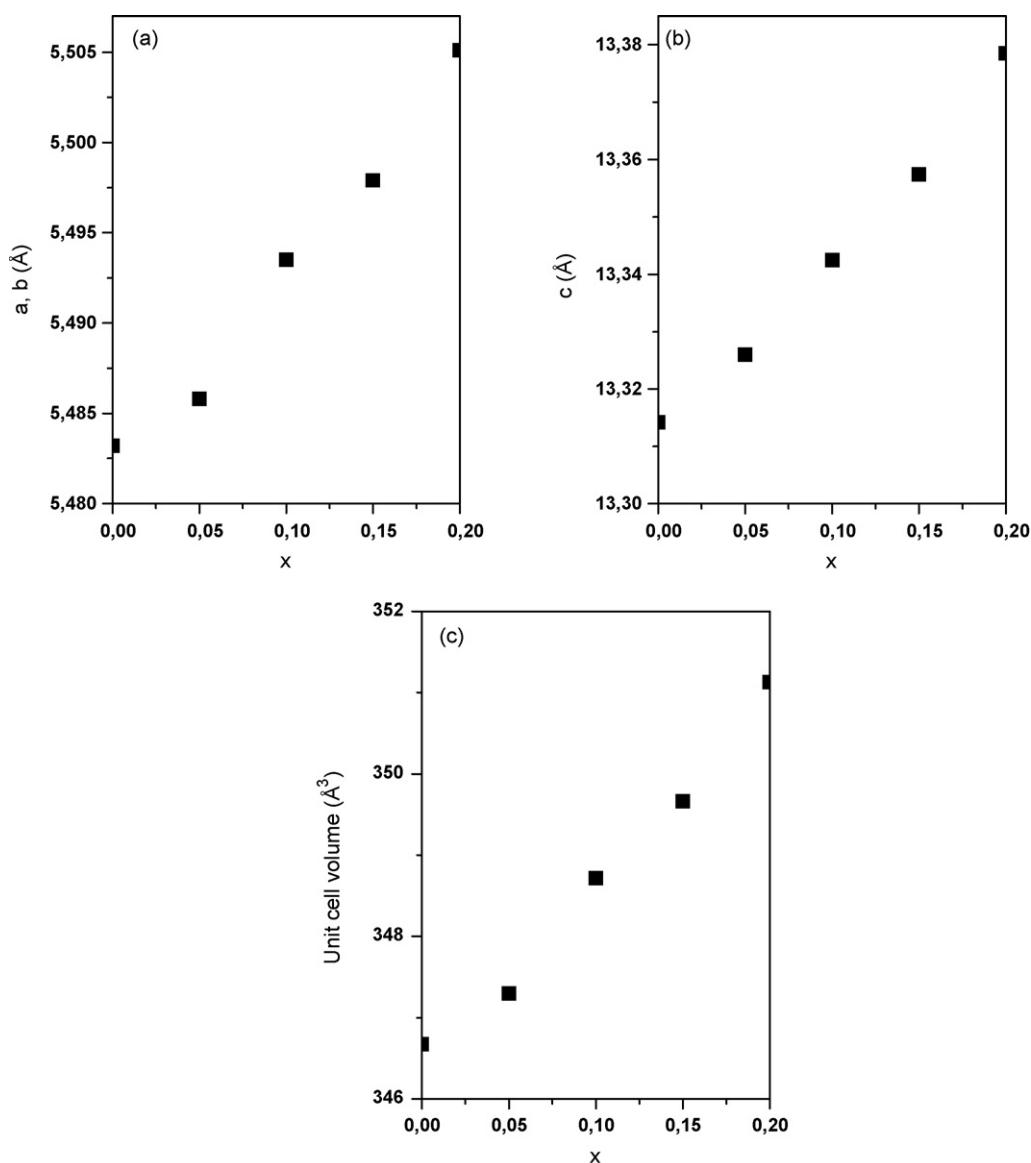 (a)
5,505
5,500
5,495
5,490
5,485
5,480
a, b (Å)
0,00 0,05 0,10 0,15 0,20
x
(b)
13,38
13,36
13,34
13,32
13,30
c (Å)
0,00 0,05 0,10 0,15 0,20
x
(c)
352
350
348
346
Unit cell volume (Å³)
0,00 0,05 0,10 0,15 0,20
x